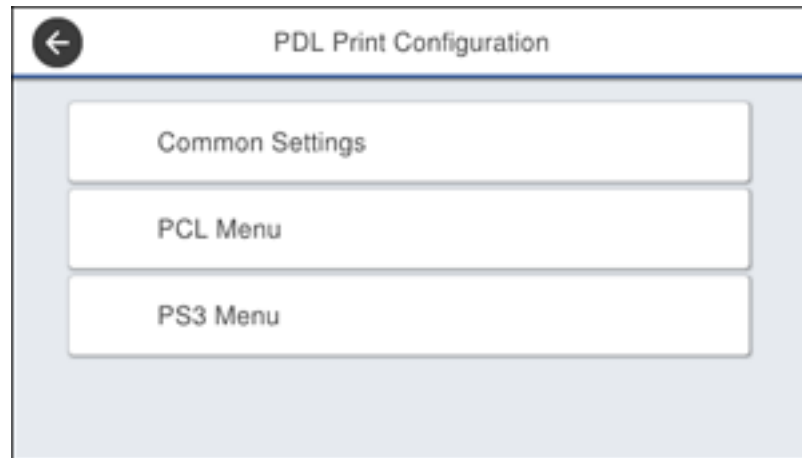 PDL Print Configuration
Common Settings
PCL Menu
PS3 Menu